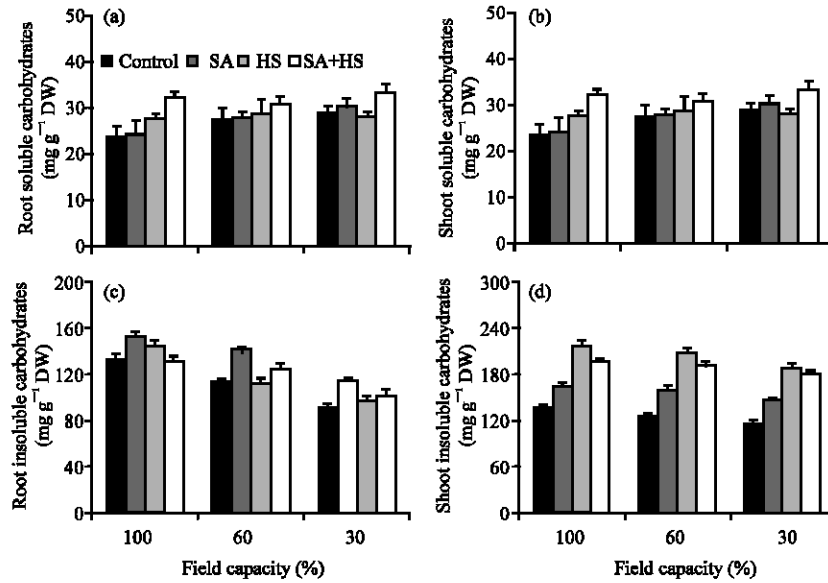 (a)
50
40
30
20
10
0
Root soluble carbohydrates
(mg g⁻¹ DW)
Control SA HS SA+HS
(b)
50
40
30
20
10
0
Shoot soluble carbohydrates
(mg g⁻¹ DW)
(c)
200
160
120
80
40
0
Root insoluble carbohydrates
(mg g⁻¹ DW)
100 60 30
Field capacity (%)
(d)
300
240
180
120
60
0
Shoot insoluble carbohydrates
(mg g⁻¹ DW)
100 60 30
Field capacity (%)